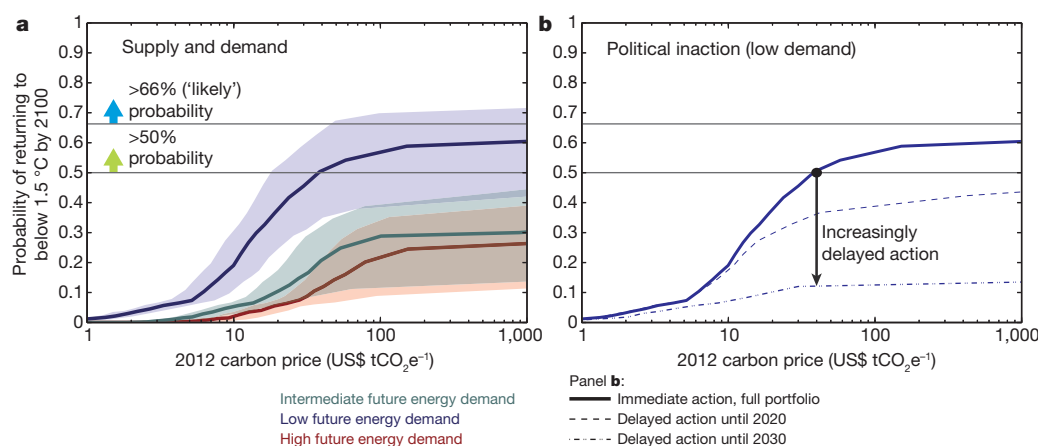 a
Supply and demand
>66% (‘likely’)
probability
>50%
probability
Probability of returning to
below 1.5 °C by 2100
1
0.9
0.8
0.7
0.6
0.5
0.4
0.3
0.2
0.1
0
1
10
100
1,000
2012 carbon price (US$ tCO₂e⁻¹)
Intermediate future energy demand
Low future energy demand
High future energy demand
b
Political inaction (low demand)
Increasingly
delayed action
1
0.9
0.8
0.7
0.6
0.5
0.4
0.3
0.2
0.1
0
1
10
100
1,000
2012 carbon price (US$ tCO₂e⁻¹)
Panel b:
Immediate action, full portfolio
Delayed action until 2020
Delayed action until 2030